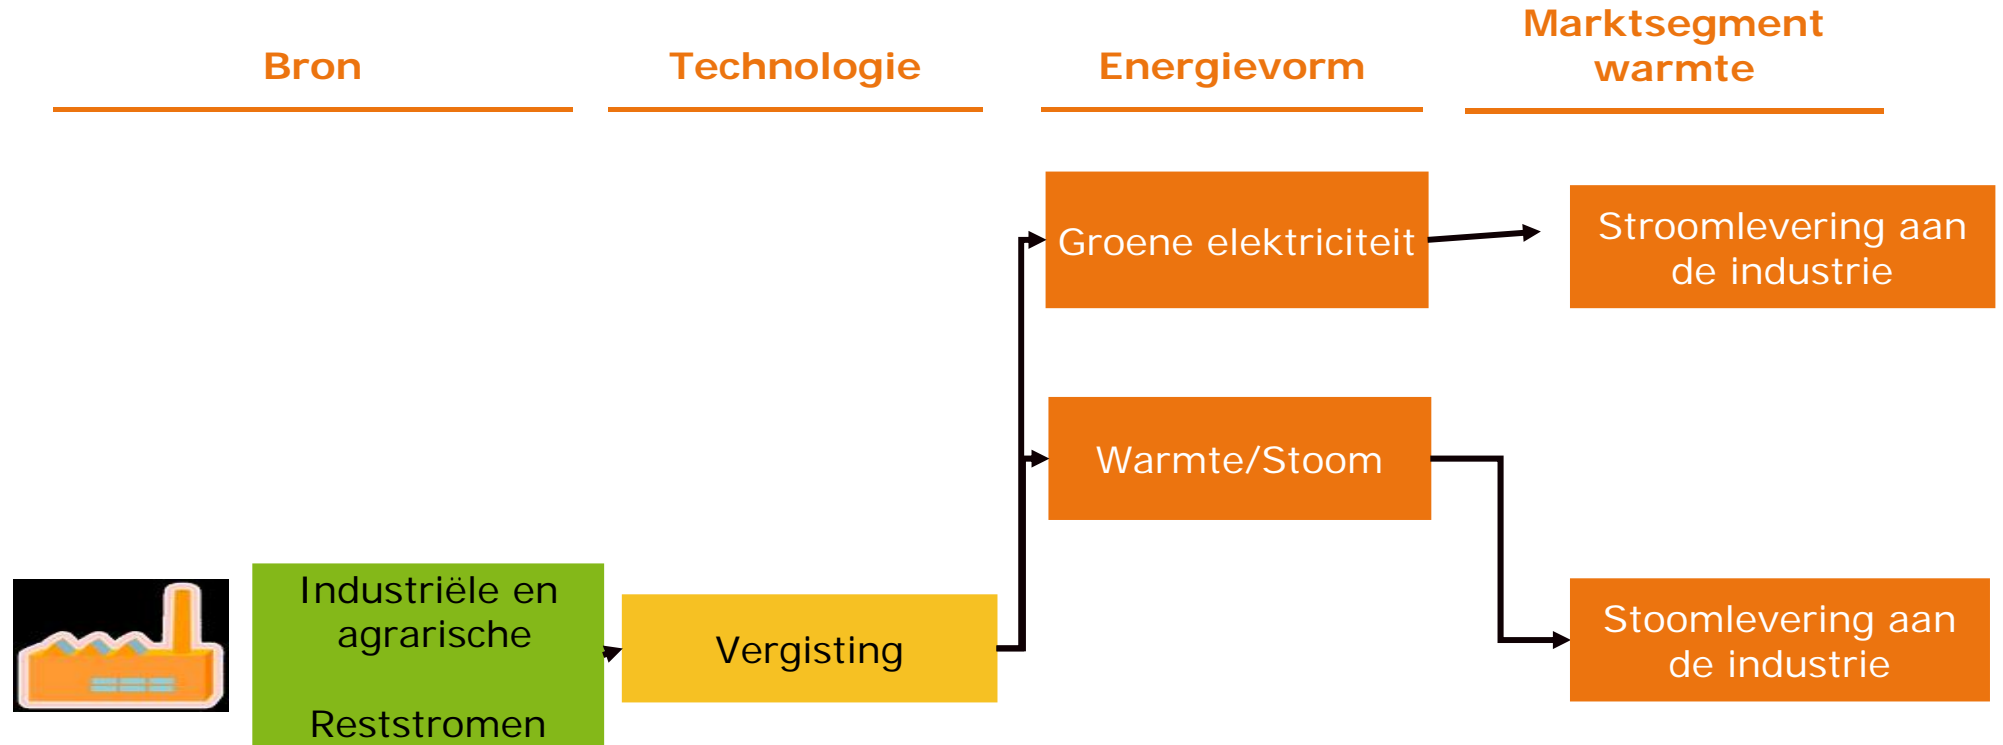 Bron
Technologie
Energievorm
Marktsegment
warmte
Groene elektriciteit
Stroomlevering aan
de industrie
Warmte/Stoom
Industriële en
agrarische
Reststromen
Vergisting
Stoomlevering aan
de industrie